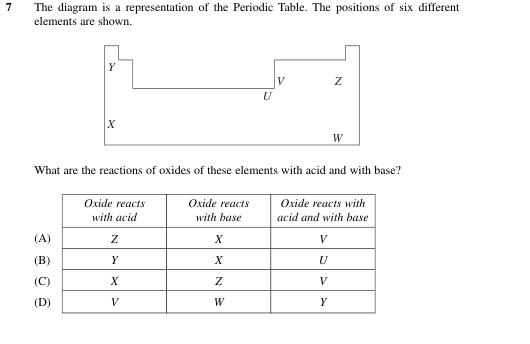 7 The diagram is a representation of the Periodic Table. The positions of six different
elements are shown.
Y
V
Z
U
X
W
What are the reactions of oxides of these elements with acid and with base?
Oxide reacts with acid Oxide reacts with base Oxide reacts with acid and with base
(A) Z X V
(B) Y X U
(C) X Z V
(D) V W Y